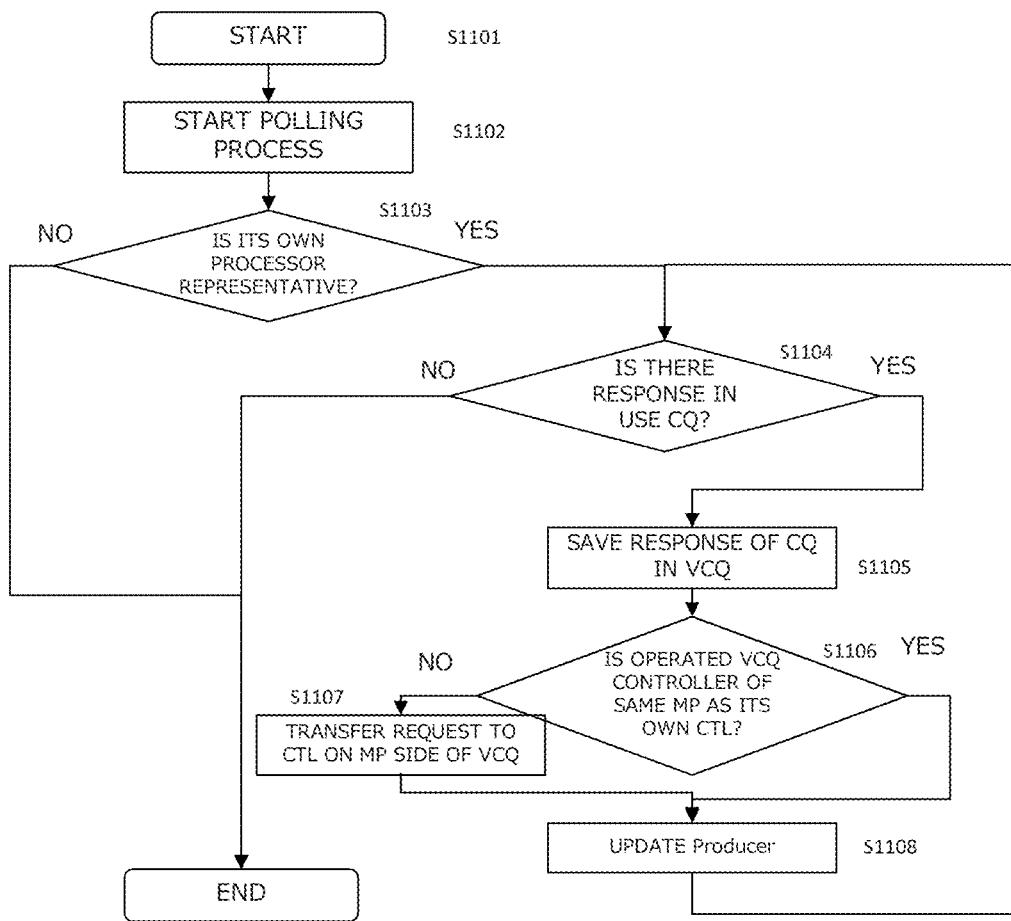 START
S1101
START POLLING
PROCESS
S1102
S1103
NO
YES
IS ITS OWN
PROCESSOR
REPRESENTATIVE?
S1104
NO
YES
IS THERE
RESPONSE IN
USE CQ?
SAVE RESPONSE OF CQ
IN VCQ
S1105
S1106
NO
YES
IS OPERATED VCQ
CONTROLLER OF
SAME MP AS ITS
OWN CTL?
S1107
TRANSFER REQUEST TO
CTL ON MP SIDE OF VCQ
UPDATE Producer
S1108
END